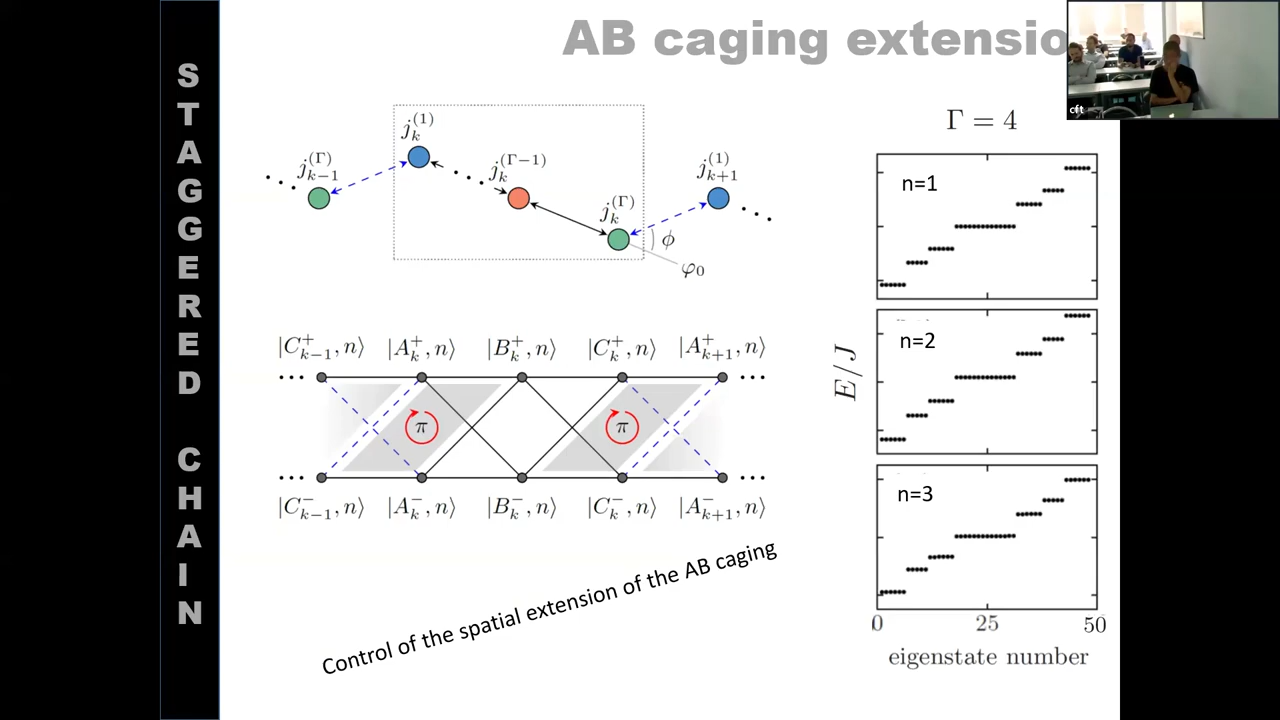 AB caging extensio
cft
STAGGERED CHAIN
j_k^{(1)}
j_{k-1}^{(Γ)}
j_k^{(Γ-1)}
j_{k+1}^{(1)}
j_k^{(Γ)}
ϕ
φ_0
|C_{k-1}^+, n⟩ |A_k^+, n⟩ |B_k^+, n⟩ |C_k^+, n⟩ |A_{k+1}^+, n⟩
π π
|C_{k-1}^-, n⟩ |A_k^-, n⟩ |B_k^-, n⟩ |C_k^-, n⟩ |A_{k+1}^-, n⟩
Control of the spatial extension of the AB caging
Γ = 4
n=1
n=2
n=3
E/J
0 25 50
eigenstate number